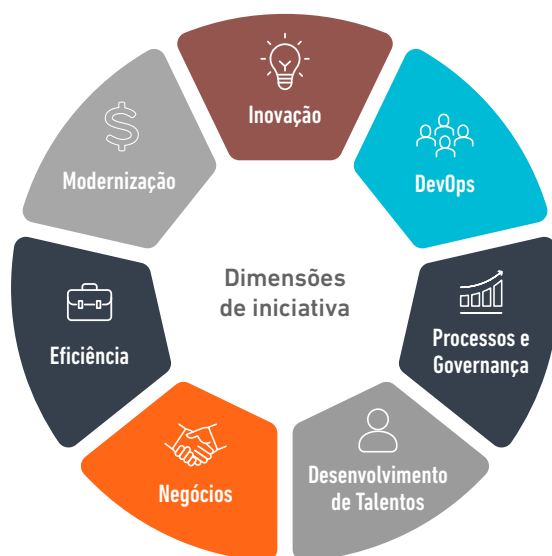 Inovação
DevOps
Processos e
Governança
Desenvolvimento
de Talentos
Negócios
Eficiência
Modernização
Dimensões
de iniciativa